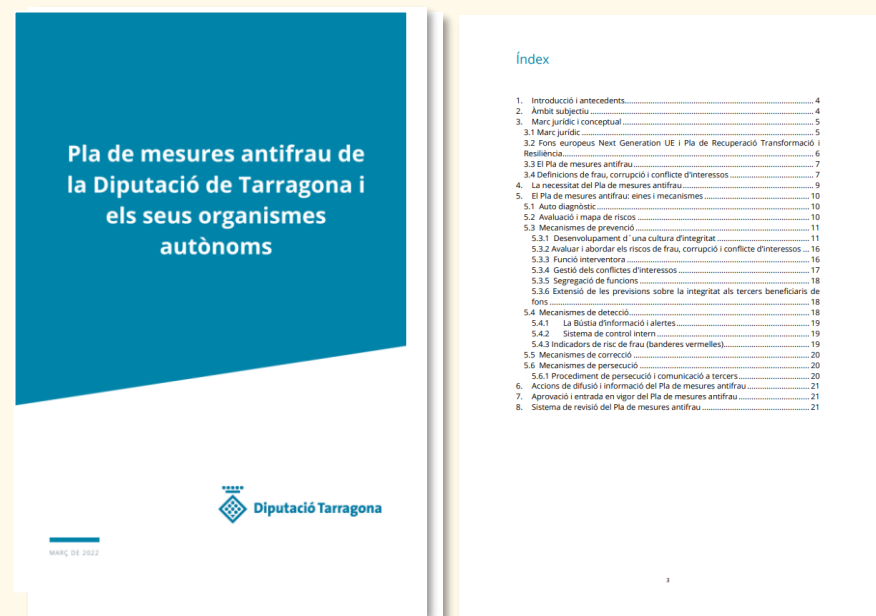 Pla de mesures antifrau de
la Diputació de Tarragona i
els seus organismes
autònoms
Diputació Tarragona
MARÇ DE 2022
Índex
1. Introducció i antecedents........ 4
2. Àmbit subjectiu........ 4
3. Marc jurídic i conceptual........ 5
3.1 Marc jurídic........ 5
3.2 Fons europeus Next Generation UE i Pla de Recuperació Transformació i
Resiliència........ 6
3.3 El Pla de mesures antifrau........ 7
3.4 Definicions de frau, corrupció i conflicte d'interessos........ 7
4. La necessitat del Pla de mesures antifrau........ 9
5. El Pla de mesures antifrau: eines i mecanismes........ 10
5.1 Auto diagnòstic........ 10
5.2 Avaluació i mapa de riscos........ 10
5.3 Mecanismes de prevenció........ 11
5.3.1 Desenvolupament d´una cultura d'integritat........ 11
5.3.2 Avaluar i abordar els riscos de frau, corrupció i conflicte d'interessos ... 16
5.3.3 Funció interventora........ 16
5.3.4 Gestió dels conflictes d'interessos........ 17
5.3.5 Segregació de funcions........ 18
5.3.6 Extensió de les previsions sobre la integritat als tercers beneficiaris de
fons........ 18
5.4 Mecanismes de detecció........ 18
5.4.1 La Bústia d'informació i alertes........ 19
5.4.2 Sistema de control intern........ 19
5.4.3 Indicadors de risc de frau (banderes vermelles)........ 19
5.5 Mecanismes de correcció........ 20
5.6 Mecanismes de persecució........ 20
5.6.1 Procediment de persecució i comunicació a tercers........ 20
6. Accions de difusió i informació del Pla de mesures antifrau........ 21
7. Aprovació i entrada en vigor del Pla de mesures antifrau........ 21
8. Sistema de revisió del Pla de mesures antifrau........ 21
3